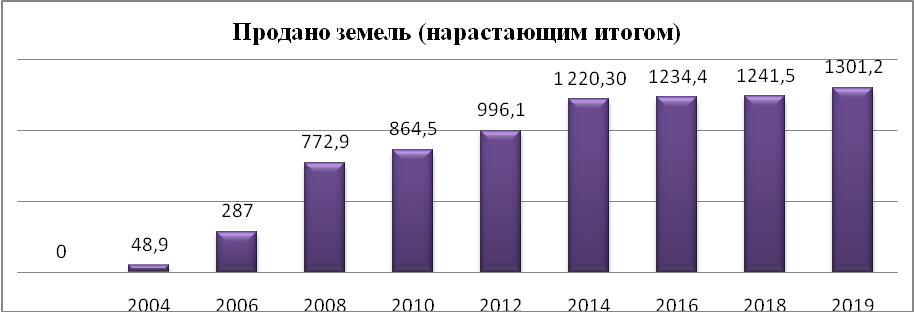 Продано земель (нарастающим итогом)
0 48,9 287 772,9 864,5 996,1 1 220,30 1234,4 1241,5 1301,2
2004 2006 2008 2010 2012 2014 2016 2018 2019